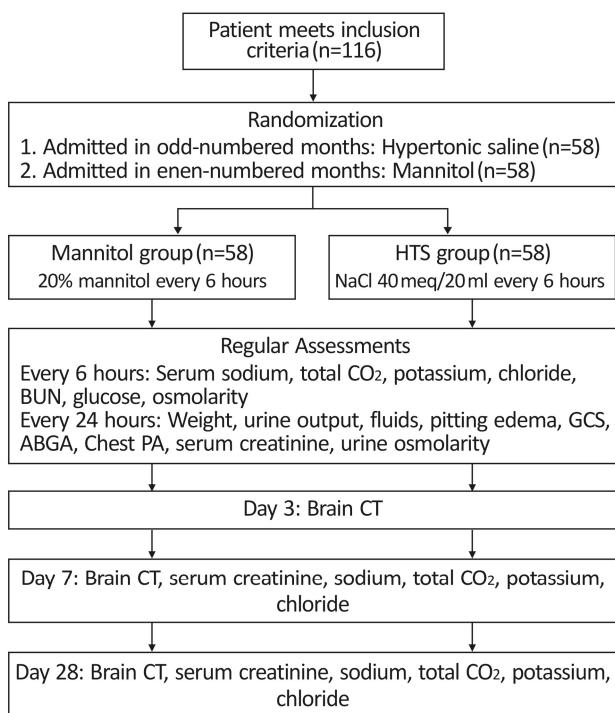 Patient meets inclusion
criteria (n=116)
Randomization
1. Admitted in odd-numbered months: Hypertonic saline (n=58)
2. Admitted in enen-numbered months: Mannitol (n=58)
Mannitol group (n=58)
20% mannitol every 6 hours
HTS group (n=58)
NaCl 40 meq/20 ml every 6 hours
Regular Assessments
Every 6 hours: Serum sodium, total CO₂, potassium, chloride,
BUN, glucose, osmolarity
Every 24 hours: Weight, urine output, fluids, pitting edema, GCS,
ABGA, Chest PA, serum creatinine, urine osmolarity
Day 3: Brain CT
Day 7: Brain CT, serum creatinine, sodium, total CO₂, potassium,
chloride
Day 28: Brain CT, serum creatinine, sodium, total CO₂, potassium,
chloride